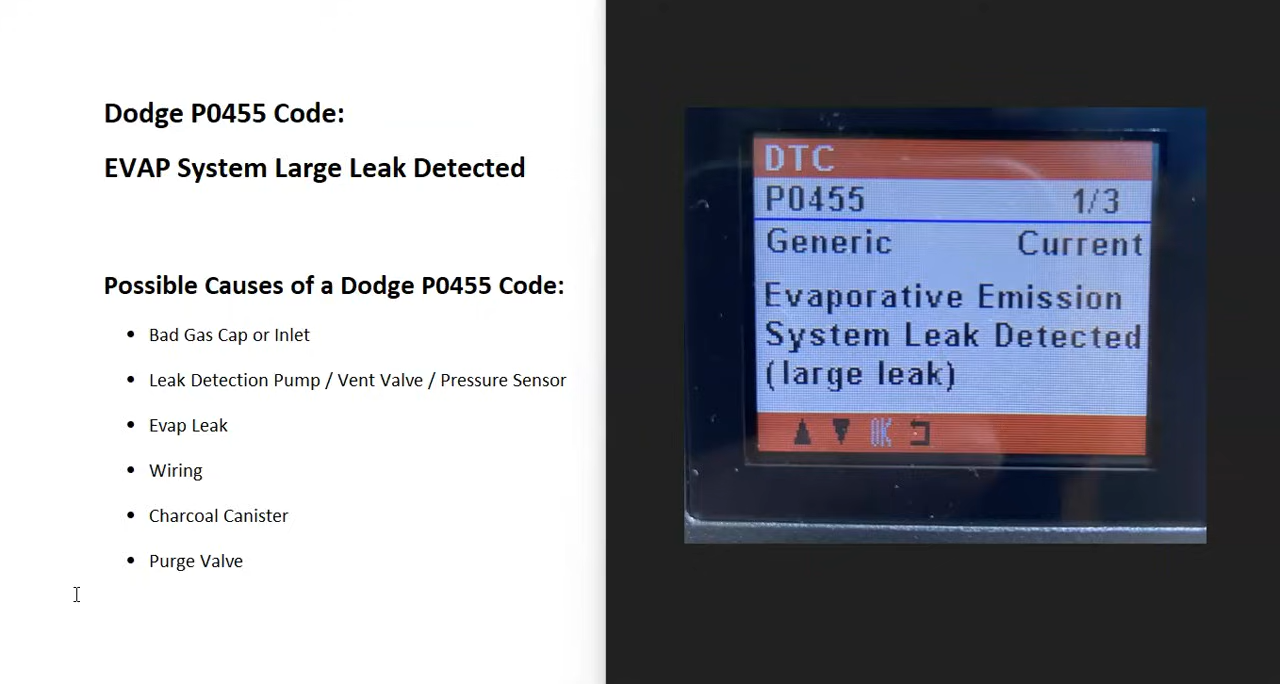 Dodge P0455 Code:
EVAP System Large Leak Detected
Possible Causes of a Dodge P0455 Code:
• Bad Gas Cap or Inlet
• Leak Detection Pump / Vent Valve / Pressure Sensor
• Evap Leak
• Wiring
• Charcoal Canister
• Purge Valve
DTC
P0455 1/3
Generic Current
Evaporative Emission
System Leak Detected
(large leak)
OK